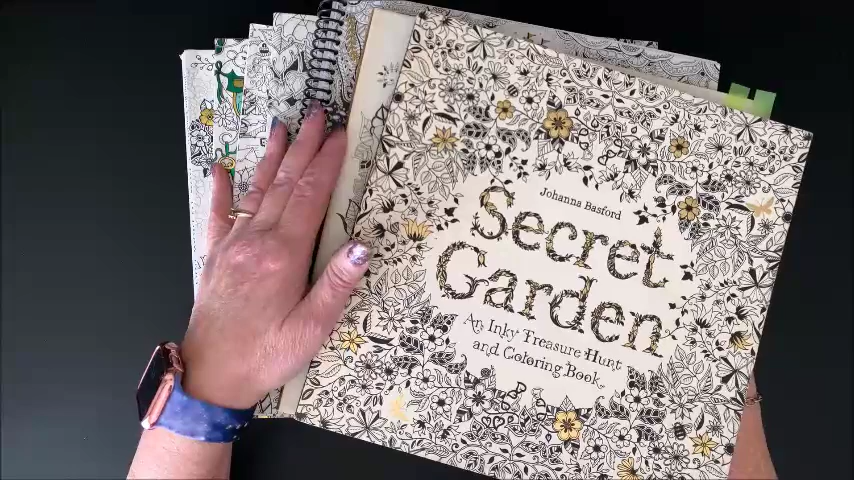 Johanna Basford
Secret
Garden
An Inky Treasure Hunt
and Coloring Book